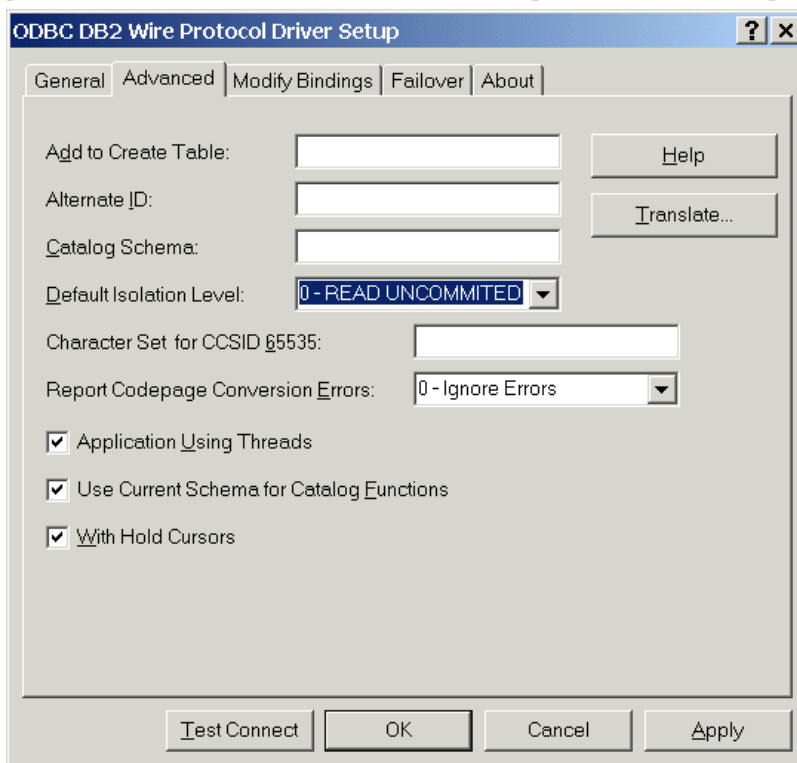 ODBC DB2 Wire Protocol Driver Setup
General Advanced Modify Bindings Failover About
Add to Create Table:
Help
Alternate ID:
Translate...
Catalog Schema:
Default Isolation Level: 0 - READ UNCOMMITED
Character Set for CCSID 65535:
Report Codepage Conversion Errors: 0 - Ignore Errors
Application Using Threads
Use Current Schema for Catalog Functions
With Hold Cursors
Test Connect OK Cancel Apply